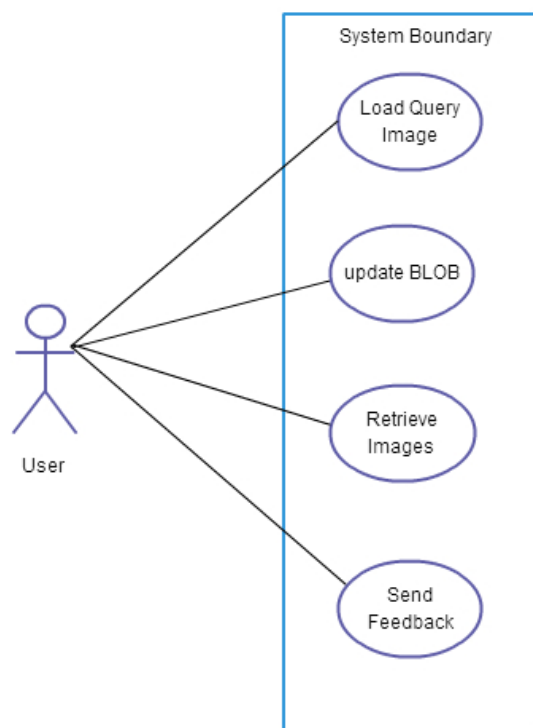 System Boundary
Load Query
Image
update BLOB
Retrieve
Images
User
Send
Feedback